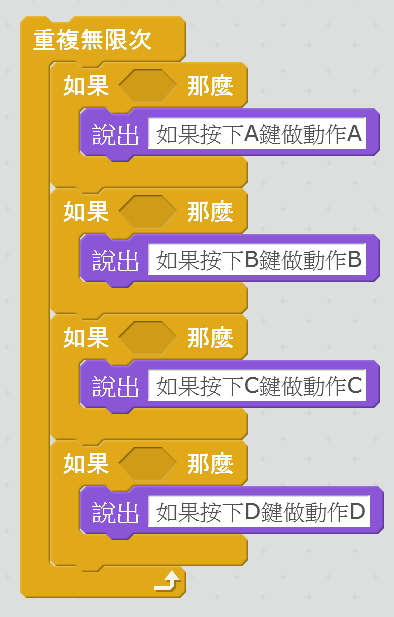 重複無限次
如果 那麼
說出 如果按下A鍵做動作A
如果 那麼
說出 如果按下B鍵做動作B
如果 那麼
說出 如果按下C鍵做動作C
如果 那麼
說出 如果按下D鍵做動作D